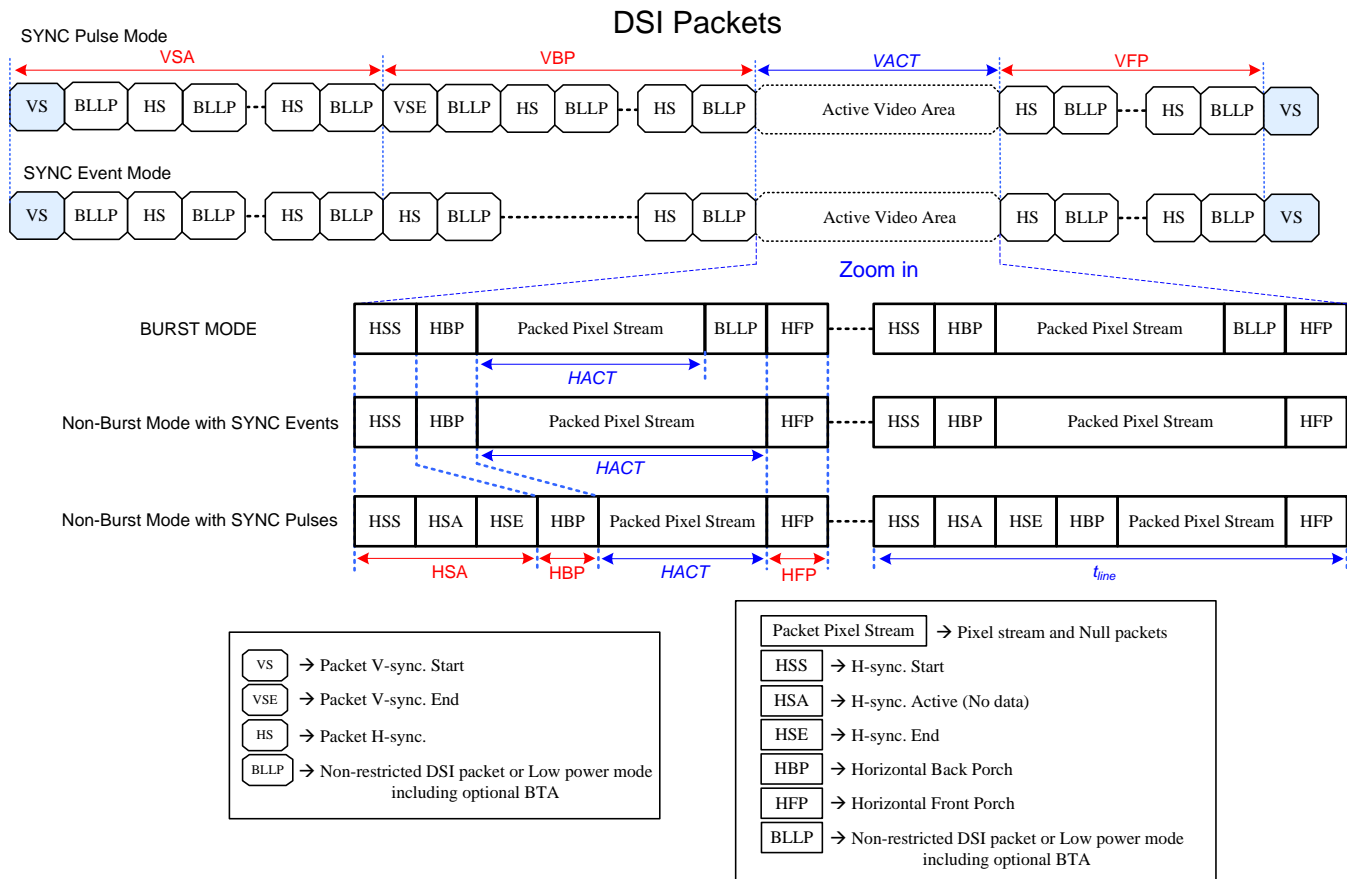 DSI Packets
SYNC Pulse Mode
VSA VBP VACT VFP
VS BLLP HS BLLP HS BLLP VSE BLLP HS BLLP HS BLLP Active Video Area HS BLLP HS BLLP VS
SYNC Event Mode
VS BLLP HS BLLP HS BLLP HS BLLP HS BLLP Active Video Area HS BLLP HS BLLP VS
Zoom in
BURST MODE HSS HBP Packed Pixel Stream BLLP HFP HSS HBP Packed Pixel Stream BLLP HFP
HACT
Non-Burst Mode with SYNC Events HSS HBP Packed Pixel Stream HFP HSS HBP Packed Pixel Stream HFP
HACT
Non-Burst Mode with SYNC Pulses HSS HSA HSE HBP Packed Pixel Stream HFP HSS HSA HSE HBP Packed Pixel Stream HFP
HSA HBP HACT HFP tline
VS → Packet V-sync. Start
VSE → Packet V-sync. End
HS → Packet H-sync.
BLLP → Non-restricted DSI packet or Low power mode
including optional BTA
Packet Pixel Stream → Pixel stream and Null packets
HSS → H-sync. Start
HSA → H-sync. Active (No data)
HSE → H-sync. End
HBP → Horizontal Back Porch
HFP → Horizontal Front Porch
BLLP → Non-restricted DSI packet or Low power mode
including optional BTA